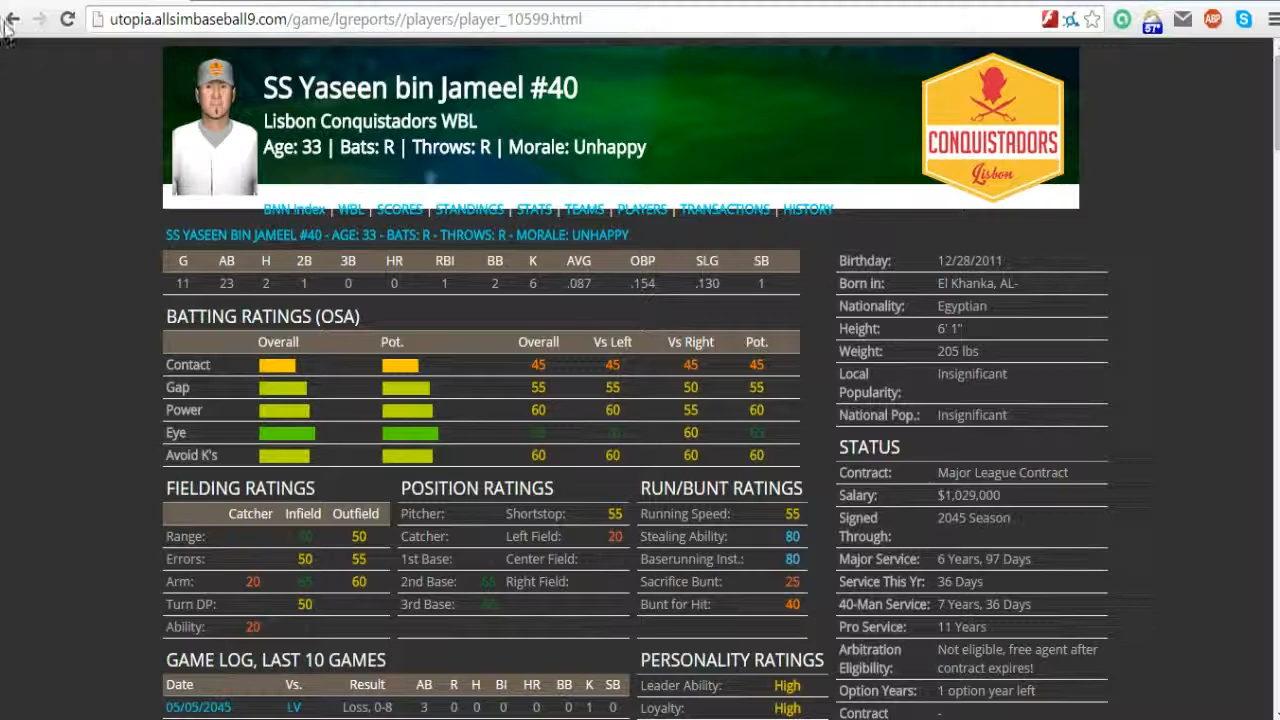 utopia.allsimbaseball9.com/game/lgreports//players/player_10599.html
57°
ABP
SS Yaseen bin Jameel #40
Lisbon Conquistadors WBL
Age: 33 | Bats: R | Throws: R | Morale: Unhappy
CONQUISTADORS
Lisbon
BNN Index | WBL | SCORES | STANDINGS | STATS | TEAMS | PLAYERS | TRANSACTIONS | HISTORY
SS YASEEN BIN JAMEEL #40 - AGE: 33 - BATS: R - THROWS: R - MORALE: UNHAPPY
G AB H 2B 3B HR RBI BB K AVG OBP SLG SB
11 23 2 1 0 0 1 2 6 .087 .154 .130 1
BATTING RATINGS (OSA)
Overall Pot. Overall Vs Left Vs Right Pot.
Contact 45 45 45 45
Gap 55 55 50 55
Power 60 60 55 60
Eye 60
Avoid K's 60 60 60 60
FIELDING RATINGS
Catcher Infield Outfield
Range: 50
Errors: 50 55
Arm: 20 65 60
Turn DP: 50
Ability: 20
POSITION RATINGS
Pitcher: Shortstop: 55
Catcher: Left Field: 20
1st Base: Center Field:
2nd Base: Right Field:
3rd Base:
RUN/BUNT RATINGS
Running Speed: 55
Stealing Ability: 80
Baserunning Inst.: 80
Sacrifice Bunt: 25
Bunt for Hit: 40
GAME LOG, LAST 10 GAMES
Date Vs. Result AB R H BI HR BB K SB
05/05/2045 LV Loss, 0-8 3 0 0 0 0 0 1 0
PERSONALITY RATINGS
Leader Ability: High
Loyalty: High
Birthday: 12/28/2011
Born in: El Khanka, AL-
Nationality: Egyptian
Height: 6' 1"
Weight: 205 lbs
Local Popularity: Insignificant
National Pop.: Insignificant
STATUS
Contract: Major League Contract
Salary: $1,029,000
Signed Through: 2045 Season
Major Service: 6 Years, 97 Days
Service This Yr: 36 Days
40-Man Service: 7 Years, 36 Days
Pro Service: 11 Years
Arbitration Eligibility: Not eligible, free agent after contract expires!
Option Years: 1 option year left
Contract -